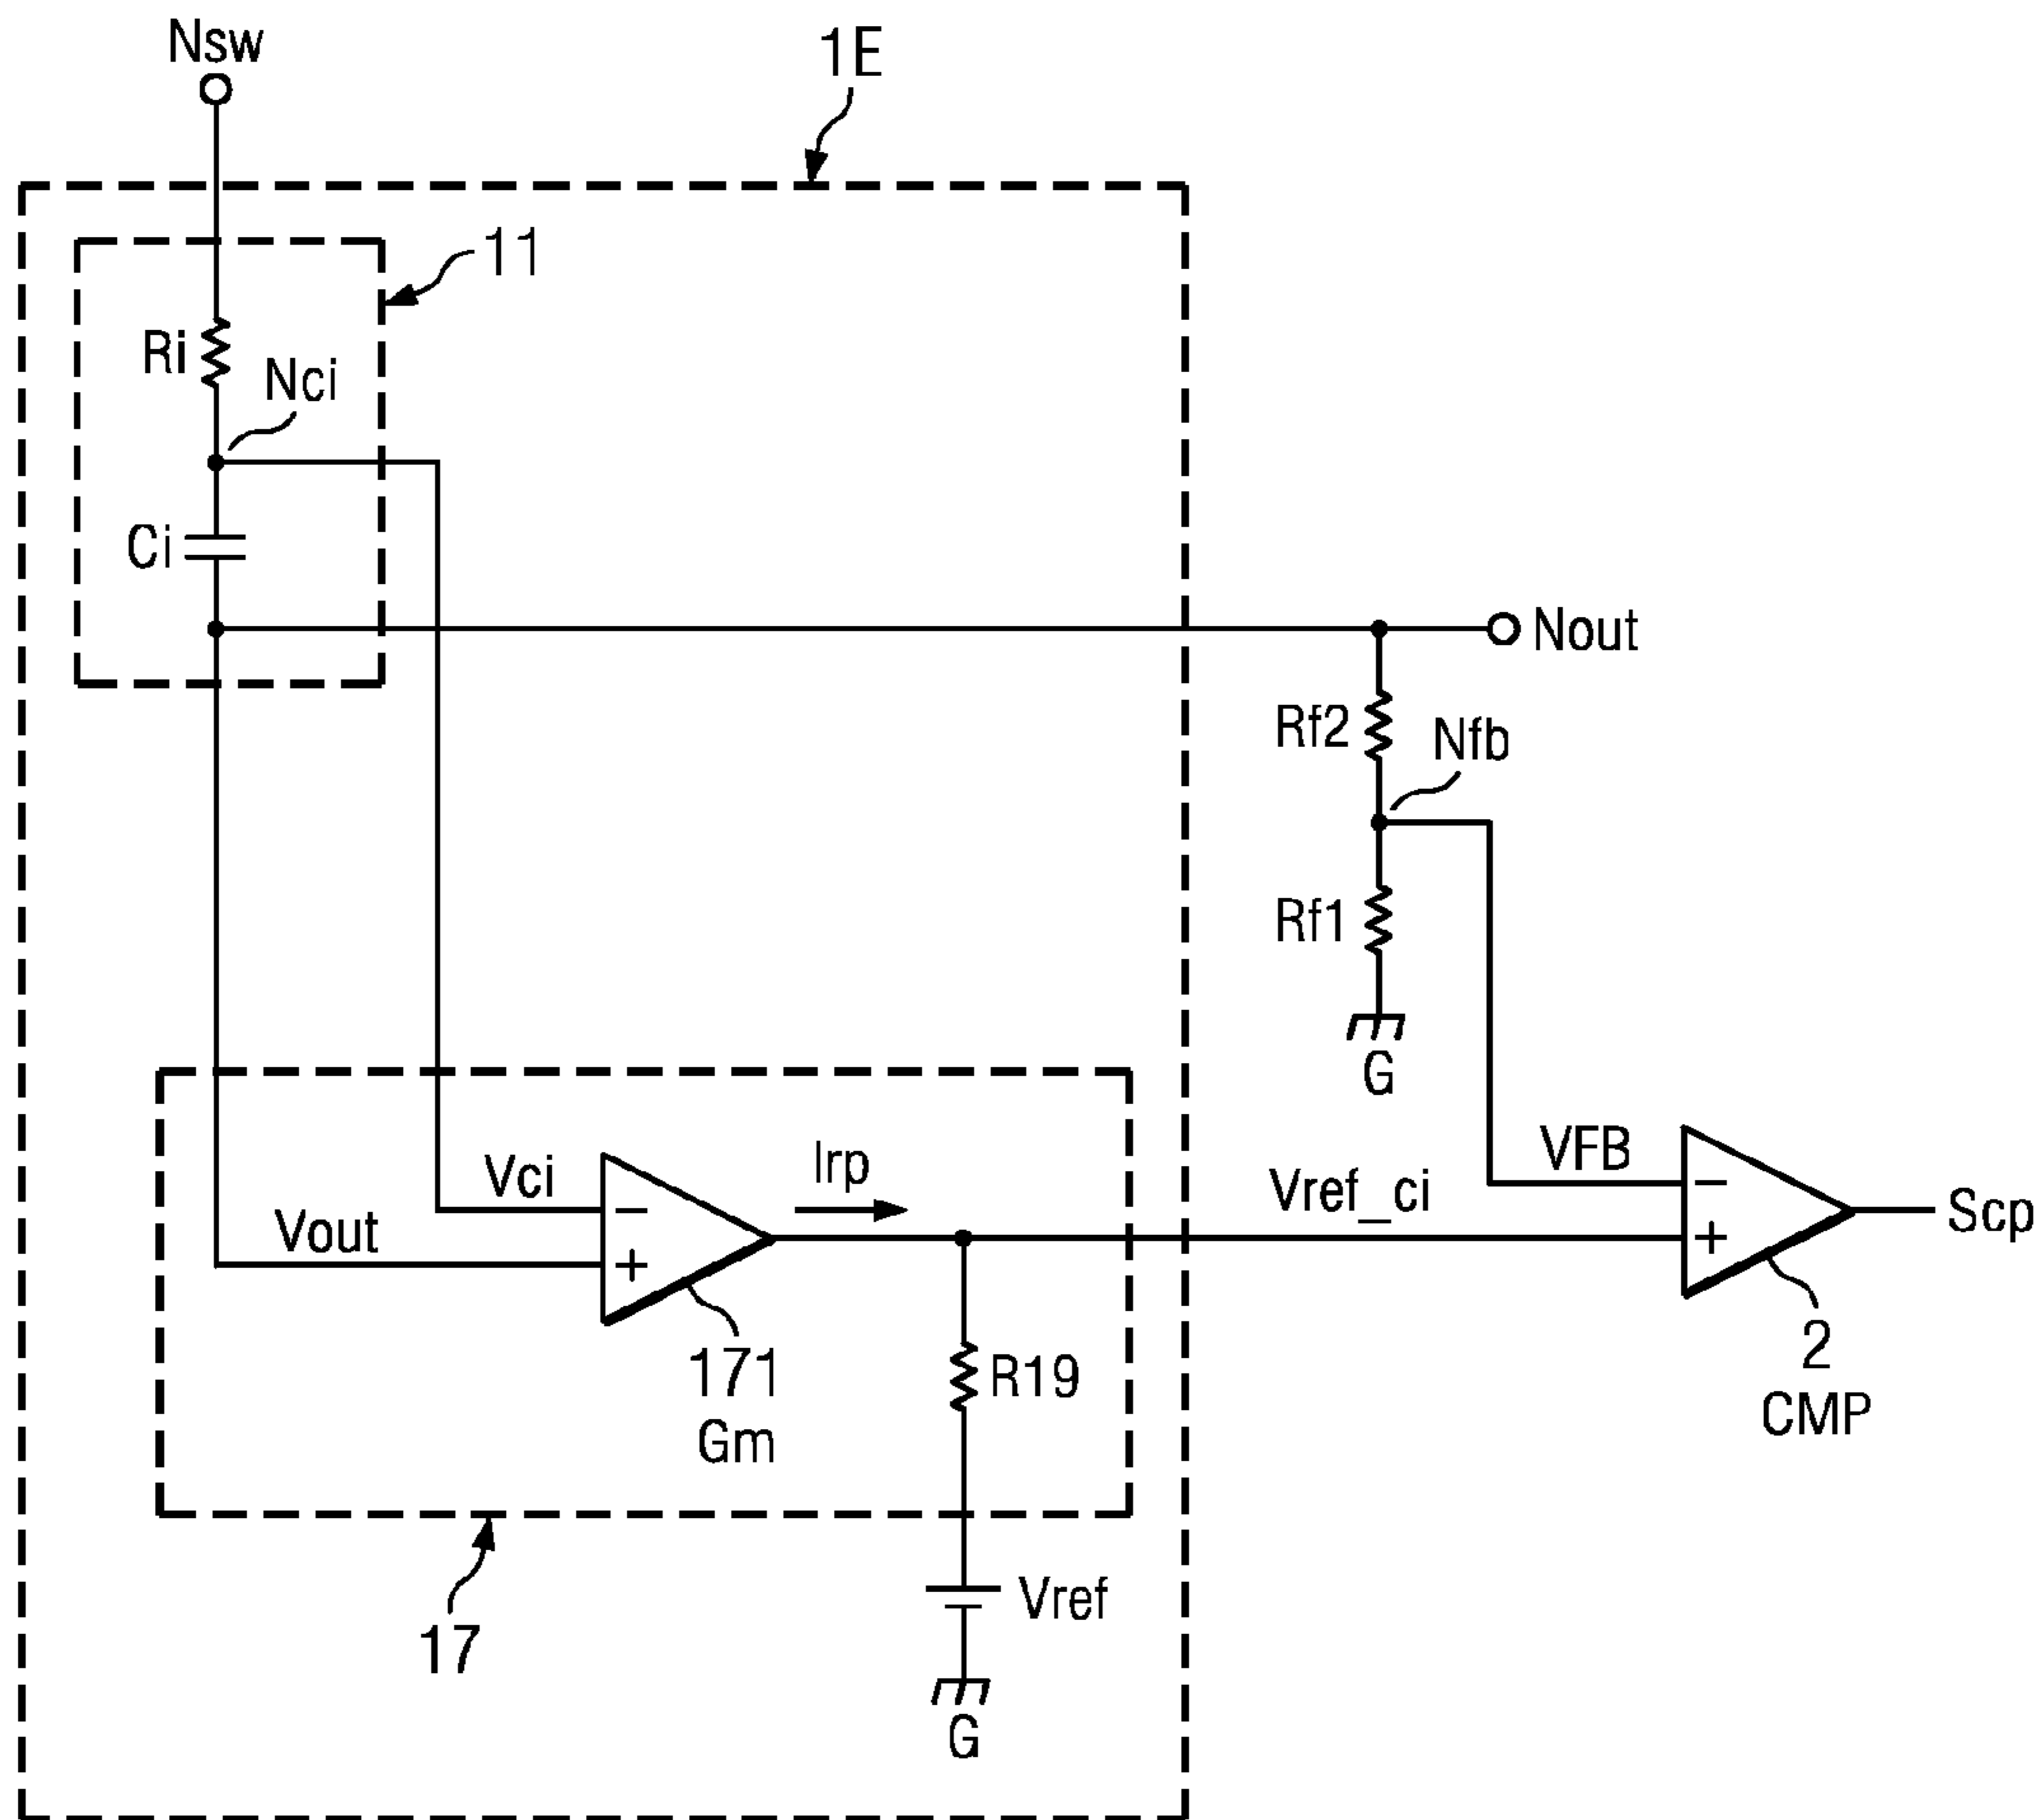 Nsw
1E
11
Ri
Nci
Ci
Nout
Rf2
Nfb
Rf1
G
Vci
Irp
Vout
Vref_ci
VFB
−
+
−
+
Scp
171
Gm
R19
2
CMP
17
Vref
G